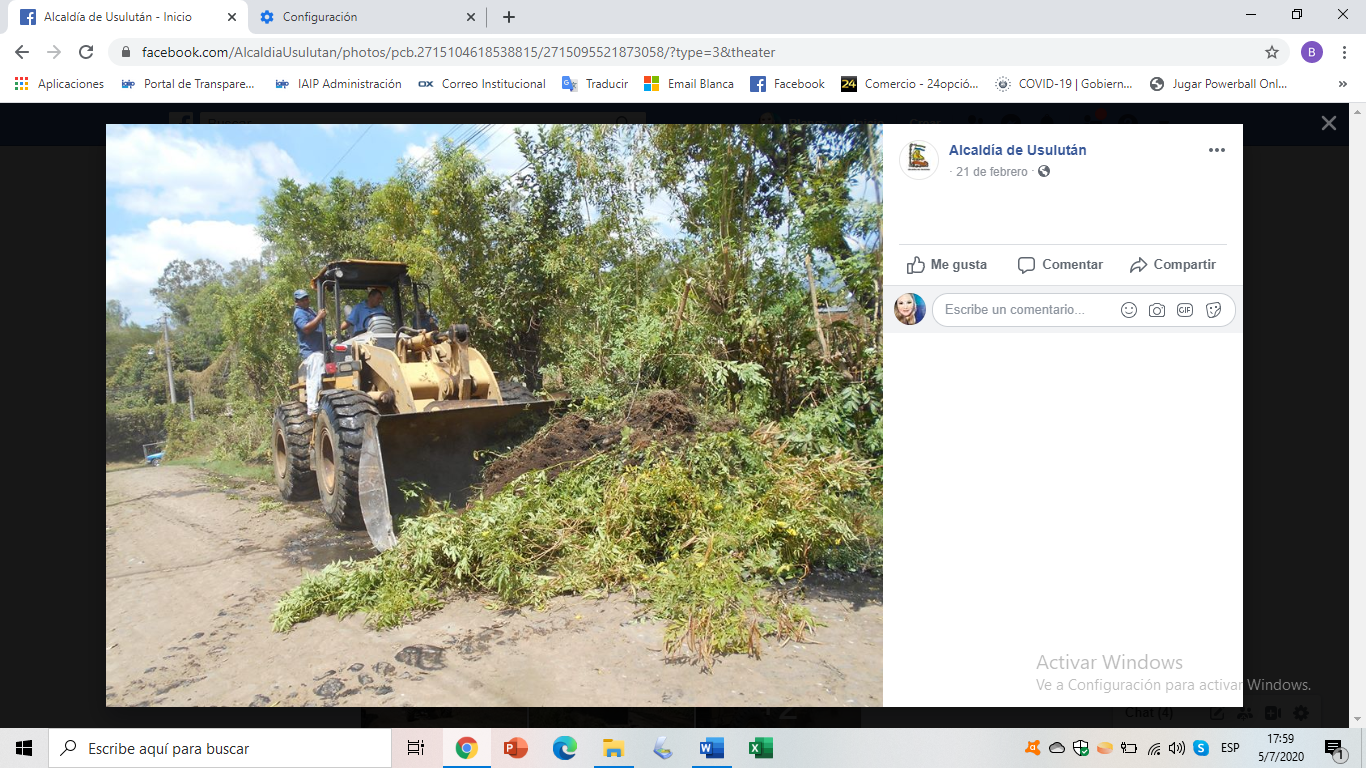 Alcaldía de Usulután - Inicio
Configuración
facebook.com/AlcaldiaUsulutan/photos/pcb.2715104618538815/2715095521873058/?type=3&theater
B
Aplicaciones
Portal de Transpare...
IAIP Administración
Correo Institucional
Traducir
Email Blanca
Facebook
24
Comercio - 24opció...
COVID-19 | Gobiern...
Jugar Powerball Onl...
»
Alcaldía de Usulután
· 21 de febrero ·
Me gusta
Comentar
Compartir
Escribe un comentario...
GIF
Activar Windows
Ve a Configuración para activar Windows.
Chat (4)
Escribe aquí para buscar
ESP
17:59
5/7/2020
1